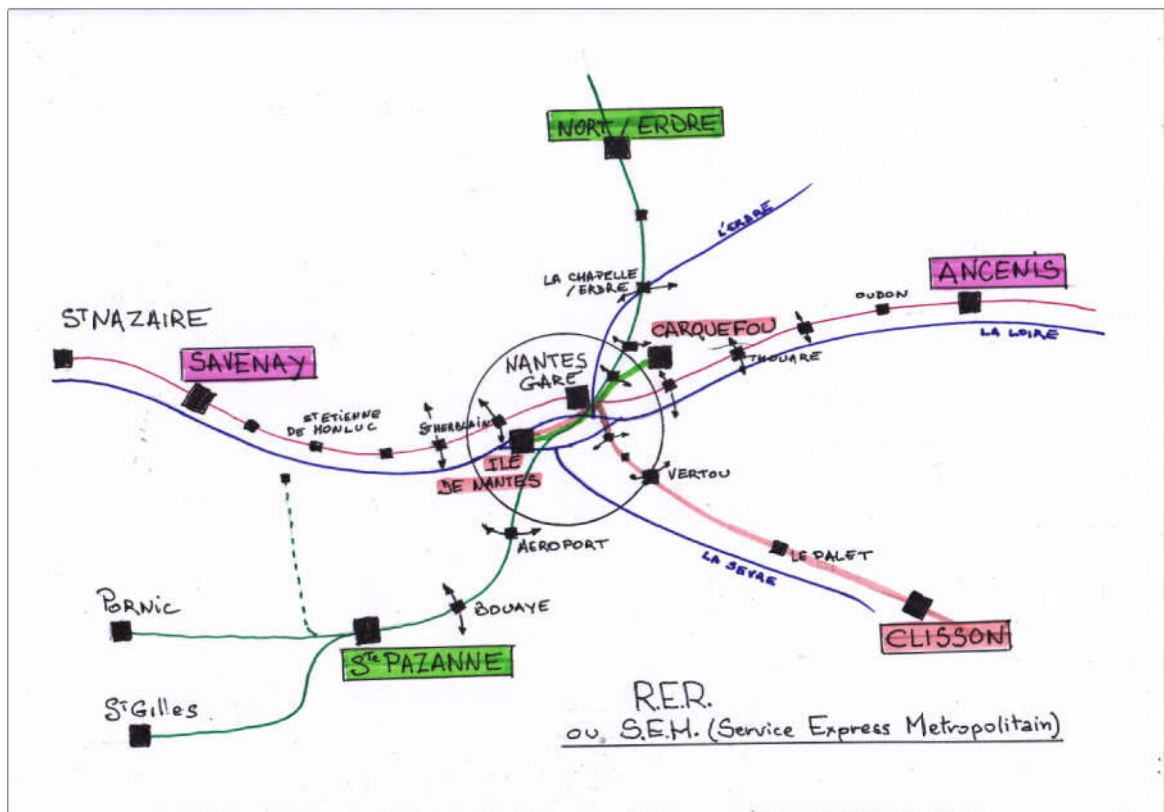 NORT / ERDRE
L'ERDRE
LA CHAPELLE
/ERDRE
ANCENIS
OUDON
LA LOIRE
CARQUEFOU
THOUARE
ST NAZAIRE
SAVENAY
NANTES
GARE
ST ETIENNE
DE MONLUC
ST HERBLAIN
ILE
DE NANTES
VERTOU
AEROPORT
LE PALET
LA SEVRE
BOUAYE
PORNIC
CLISSON
STE PAZANNE
ST Gilles
R.E.R.
ou S.E.M. (Service Express Metropolitain)